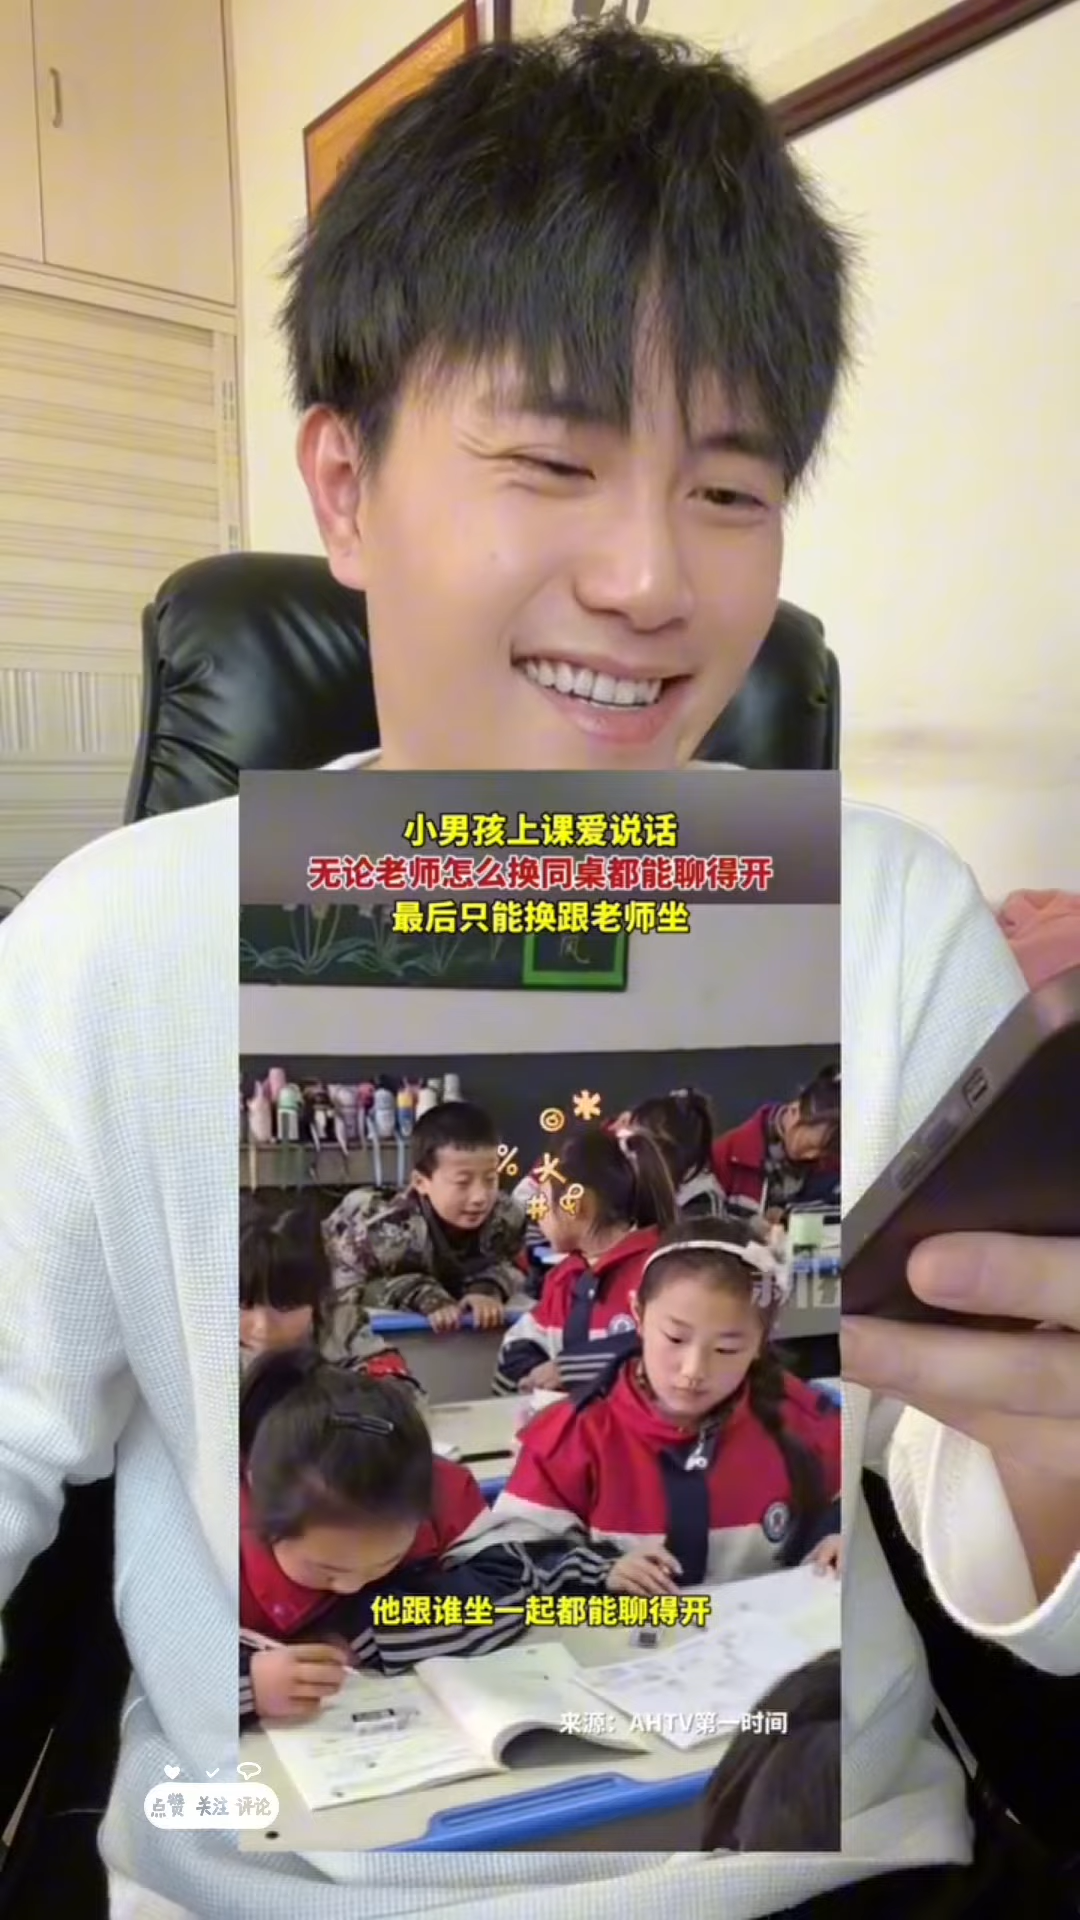 小男孩上课爱说话
无论老师怎么换同桌都能聊得开
最后只能换跟老师坐
他跟谁坐一起都能聊得开
来源：AHTV第一时间
点赞 关注 评论